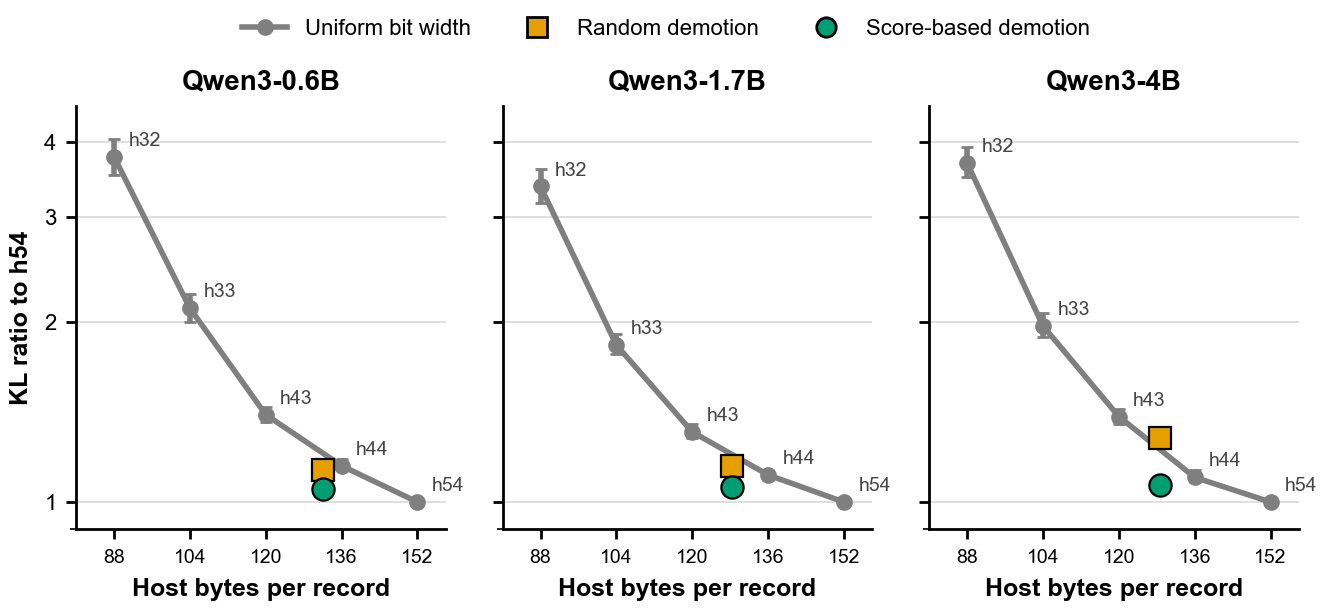 Uniform bit width Random demotion Score-based demotion
Qwen3-0.6B Qwen3-1.7B Qwen3-4B
KL ratio to h54
4
3
2
1
h32
h33
h43
h44
h54
88 104 120 136 152
Host bytes per record
h32
h33
h43
h44
h54
88 104 120 136 152
Host bytes per record
h32
h33
h43
h44
h54
88 104 120 136 152
Host bytes per record